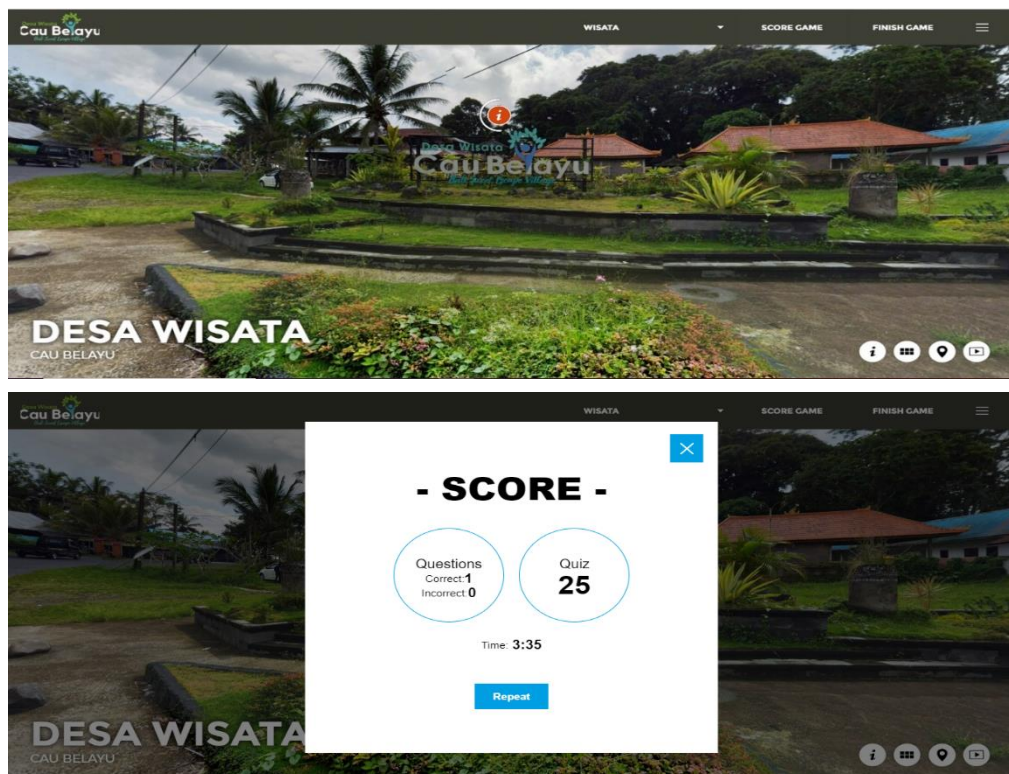 Desa Wisata
Cau Belayu
WISATA
SCORE GAME
FINISH GAME
i
Desa Wisata
Cau Belayu
DESA WISATA
CAU BELAYU
i
Cau Belayu
WISATA
SCORE GAME
FINISH GAME
- SCORE -
Questions
Correct:1
Incorrect:0
Quiz
25
Time: 3:35
Repeat
DESA WISATA
CAU BELAYU
i